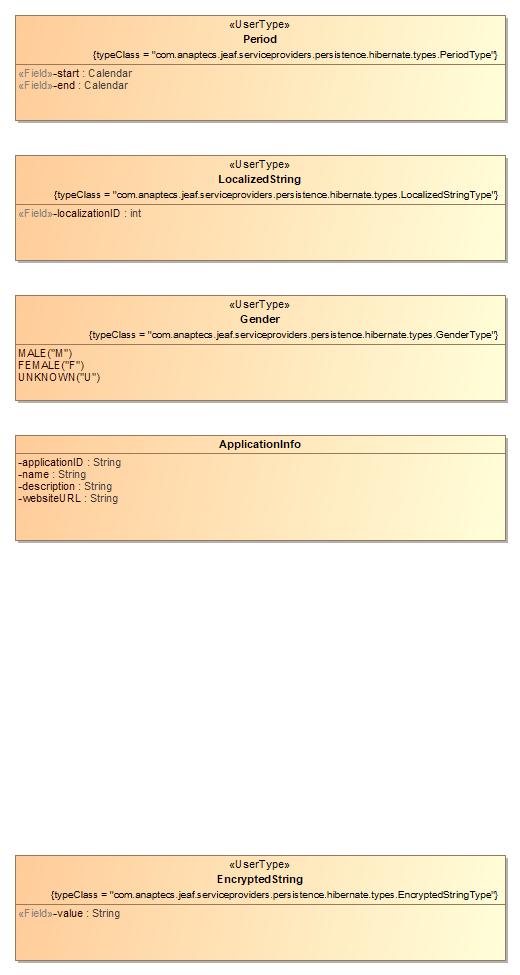 «UserType»
Period
{typeClass = "com.anaptecs.jeaf.serviceproviders.persistence.hibernate.types.PeriodType"}
«Field»-start : Calendar
«Field»-end : Calendar
«UserType»
LocalizedString
{typeClass = "com.anaptecs.jeaf.serviceproviders.persistence.hibernate.types.LocalizedStringType"}
«Field»-localizationID : int
«UserType»
Gender
{typeClass = "com.anaptecs.jeaf.serviceproviders.persistence.hibernate.types.GenderType"}
MALE("M")
FEMALE("F")
UNKNOWN("U")
ApplicationInfo
-applicationID : String
-name : String
-description : String
-websiteURL : String
«UserType»
EncryptedString
{typeClass = "com.anaptecs.jeaf.serviceproviders.persistence.hibernate.types.EncryptedStringType"}
«Field»-value : String